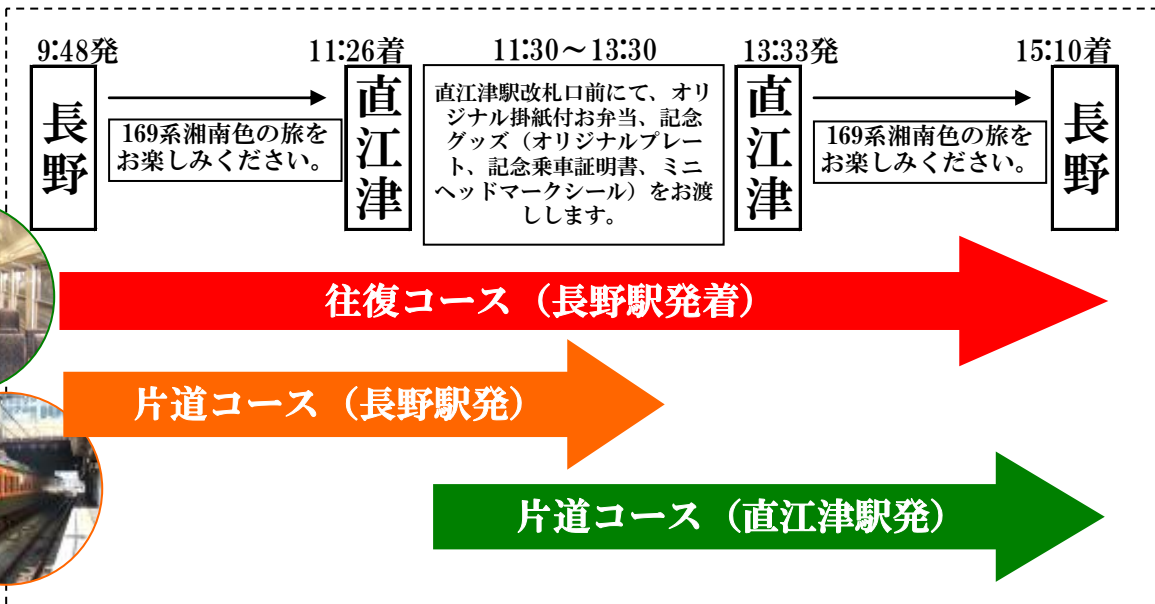 9:48発
11:26着
11:30～13:30
13:33発
15:10着
長野
169系湘南色の旅を
お楽しみください。
直江津
直江津駅改札口前にて、オリ
ジナル掛紙付お弁当、記念
グッズ（オリジナルプレー
ト、記念乗車証明書、ミニ
ヘッドマークシール）をお渡
しします。
直江津
169系湘南色の旅を
お楽しみください。
長野
往復コース（長野駅発着）
片道コース（長野駅発）
片道コース（直江津駅発）